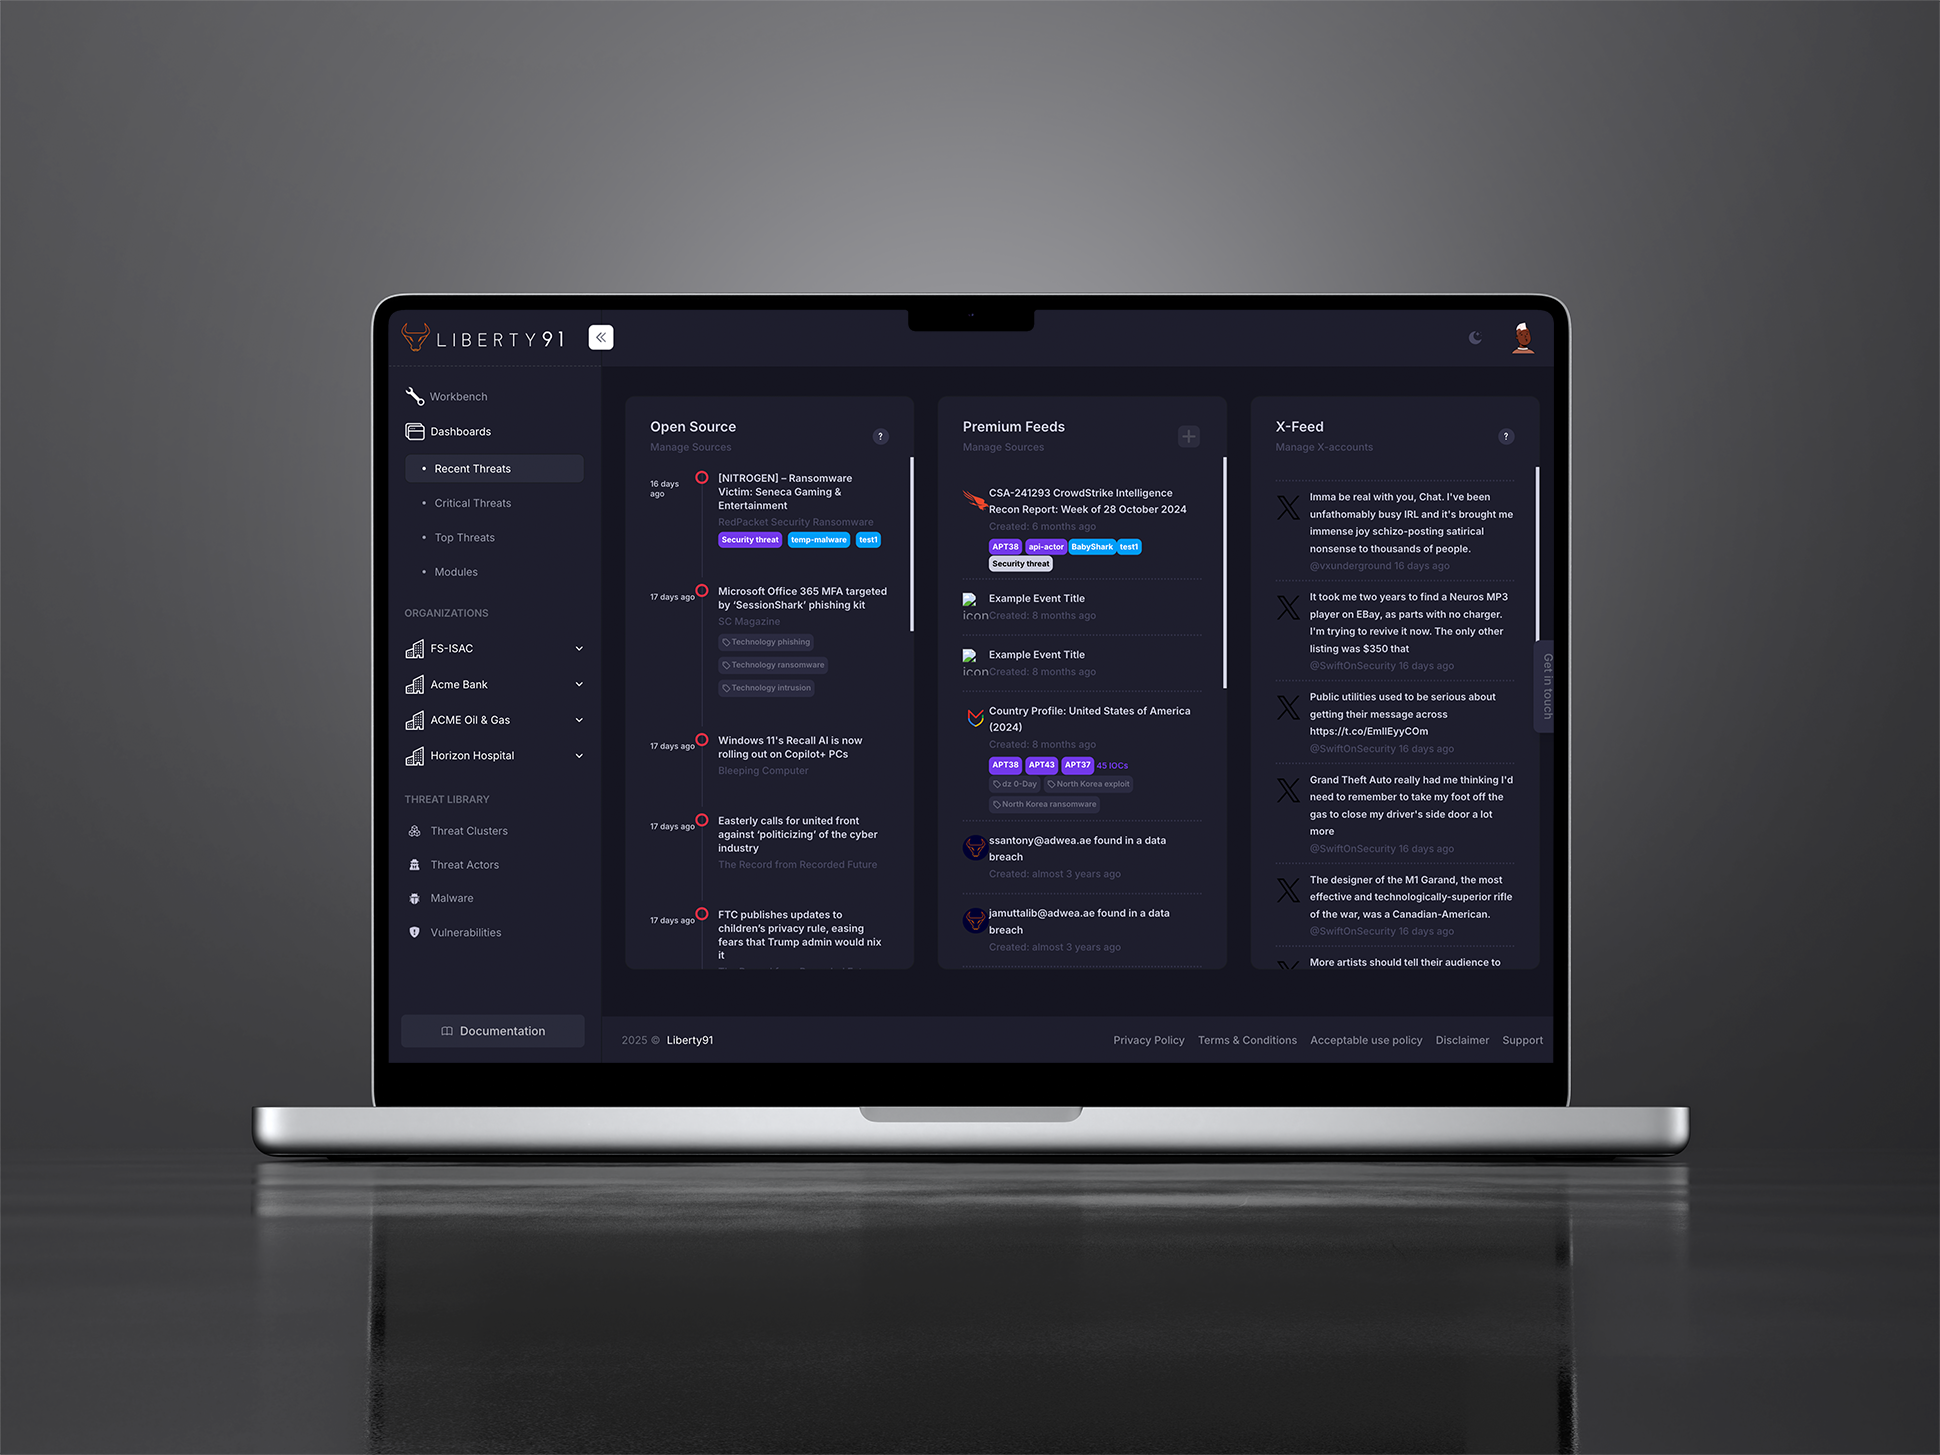 LIBERTY91
Workbench
Dashboards
Recent Threats
Critical Threats
Top Threats
Modules
ORGANIZATIONS
FS-ISAC
Acme Bank
ACME Oil & Gas
Horizon Hospital
THREAT LIBRARY
Threat Clusters
Threat Actors
Malware
Vulnerabilities
Documentation
Open Source
Manage Sources
?
16 days
ago
[NITROGEN] – Ransomware
Victim: Seneca Gaming &
Entertainment
RedPacket Security Ransomware
Security threat temp-malware test1
17 days ago
Microsoft Office 365 MFA targeted
by ‘SessionShark’ phishing kit
SC Magazine
Technology phishing
Technology ransomware
Technology intrusion
17 days ago
Windows 11's Recall AI is now
rolling out on Copilot+ PCs
Bleeping Computer
17 days ago
Easterly calls for united front
against ‘politicizing’ of the cyber
industry
The Record from Recorded Future
17 days ago
FTC publishes updates to
children’s privacy rule, easing
fears that Trump admin would nix
it
Premium Feeds
Manage Sources
CSA-241293 CrowdStrike Intelligence
Recon Report: Week of 28 October 2024
Created: 6 months ago
APT38 api-actor BabyShark test1
Security threat
Example Event Title
icon Created: 8 months ago
Example Event Title
icon Created: 8 months ago
Country Profile: United States of America
(2024)
Created: 8 months ago
APT38 APT43 APT37 45 IOCs
dz 0-Day North Korea exploit
North Korea ransomware
ssantony@adwea.ae found in a data
breach
Created: almost 3 years ago
jamuttalib@adwea.ae found in a data
breach
Created: almost 3 years ago
X-Feed
Manage X-accounts
?
Imma be real with you, Chat. I've been
unfathomably busy IRL and it's brought me
immense joy schizo-posting satirical
nonsense to thousands of people.
@vxunderground 16 days ago
It took me two years to find a Neuros MP3
player on EBay, as parts with no charger.
I'm trying to revive it now. The only other
listing was $350 that
@SwiftOnSecurity 16 days ago
Public utilities used to be serious about
getting their message across
https://t.co/EmllEyyCOm
@SwiftOnSecurity 16 days ago
Grand Theft Auto really had me thinking I'd
need to remember to take my foot off the
gas to close my driver's side door a lot
more
@SwiftOnSecurity 16 days ago
The designer of the M1 Garand, the most
effective and technologically-superior rifle
of the war, was a Canadian-American.
@SwiftOnSecurity 16 days ago
More artists should tell their audience to
Get in touch
2025 © Liberty91
Privacy Policy Terms & Conditions Acceptable use policy Disclaimer Support